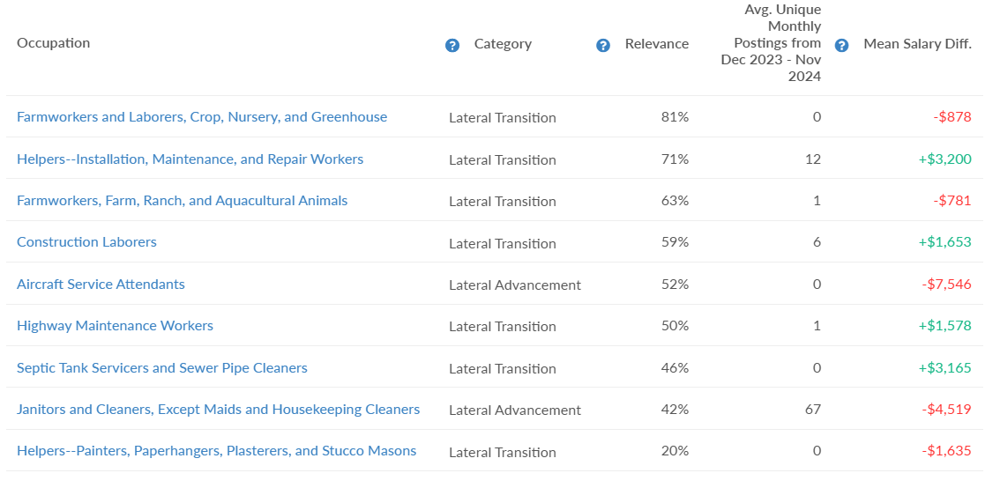 Occupation
? Category
? Relevance
Avg. Unique
Monthly
Postings from
Dec 2023 - Nov
2024
? Mean Salary Diff.
Farmworkers and Laborers, Crop, Nursery, and Greenhouse Lateral Transition 81% 0 -$878
Helpers--Installation, Maintenance, and Repair Workers Lateral Transition 71% 12 +$3,200
Farmworkers, Farm, Ranch, and Aquacultural Animals Lateral Transition 63% 1 -$781
Construction Laborers Lateral Transition 59% 6 +$1,653
Aircraft Service Attendants Lateral Advancement 52% 0 -$7,546
Highway Maintenance Workers Lateral Transition 50% 1 +$1,578
Septic Tank Servicers and Sewer Pipe Cleaners Lateral Transition 46% 0 +$3,165
Janitors and Cleaners, Except Maids and Housekeeping Cleaners Lateral Advancement 42% 67 -$4,519
Helpers--Painters, Paperhangers, Plasterers, and Stucco Masons Lateral Transition 20% 0 -$1,635